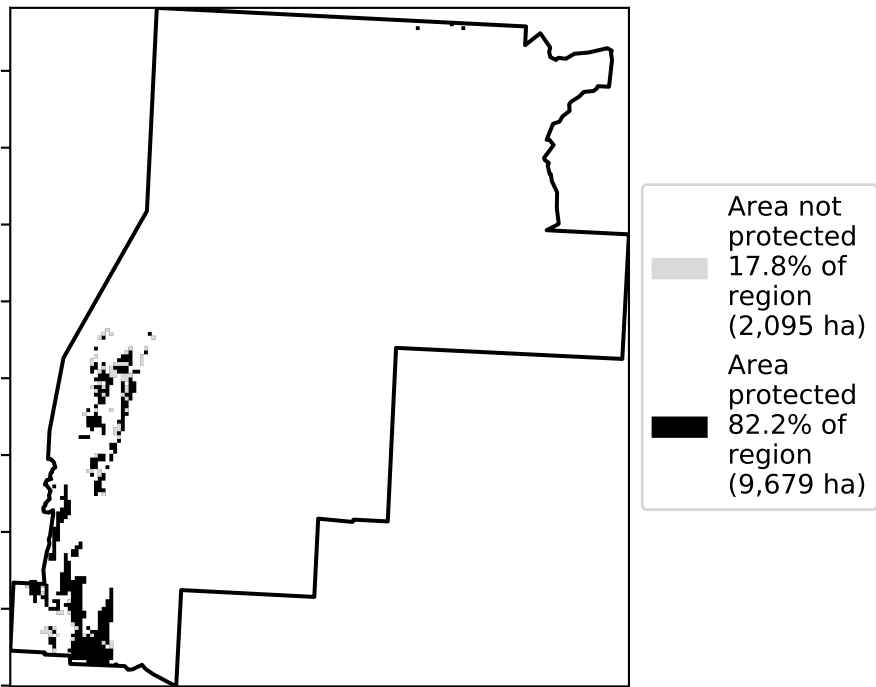 Area not
protected
17.8% of
region
(2,095 ha)
Area
protected
82.2% of
region
(9,679 ha)